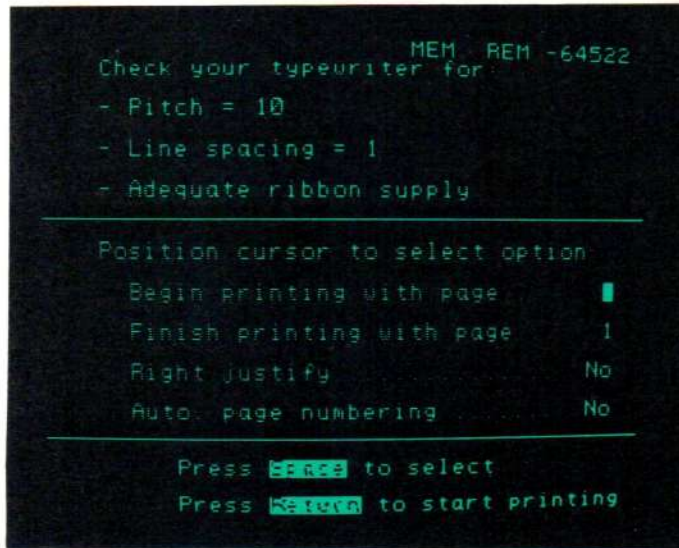 MEM REM -64522
Check your typewriter for:
- Pitch = 10
- Line spacing = 1
- Adequate ribbon supply
Position cursor to select option
Begin printing with page
Finish printing with page 1
Right justify ............ No
Auto. page numbering ...... No
Press Space to select
Press Return to start printing